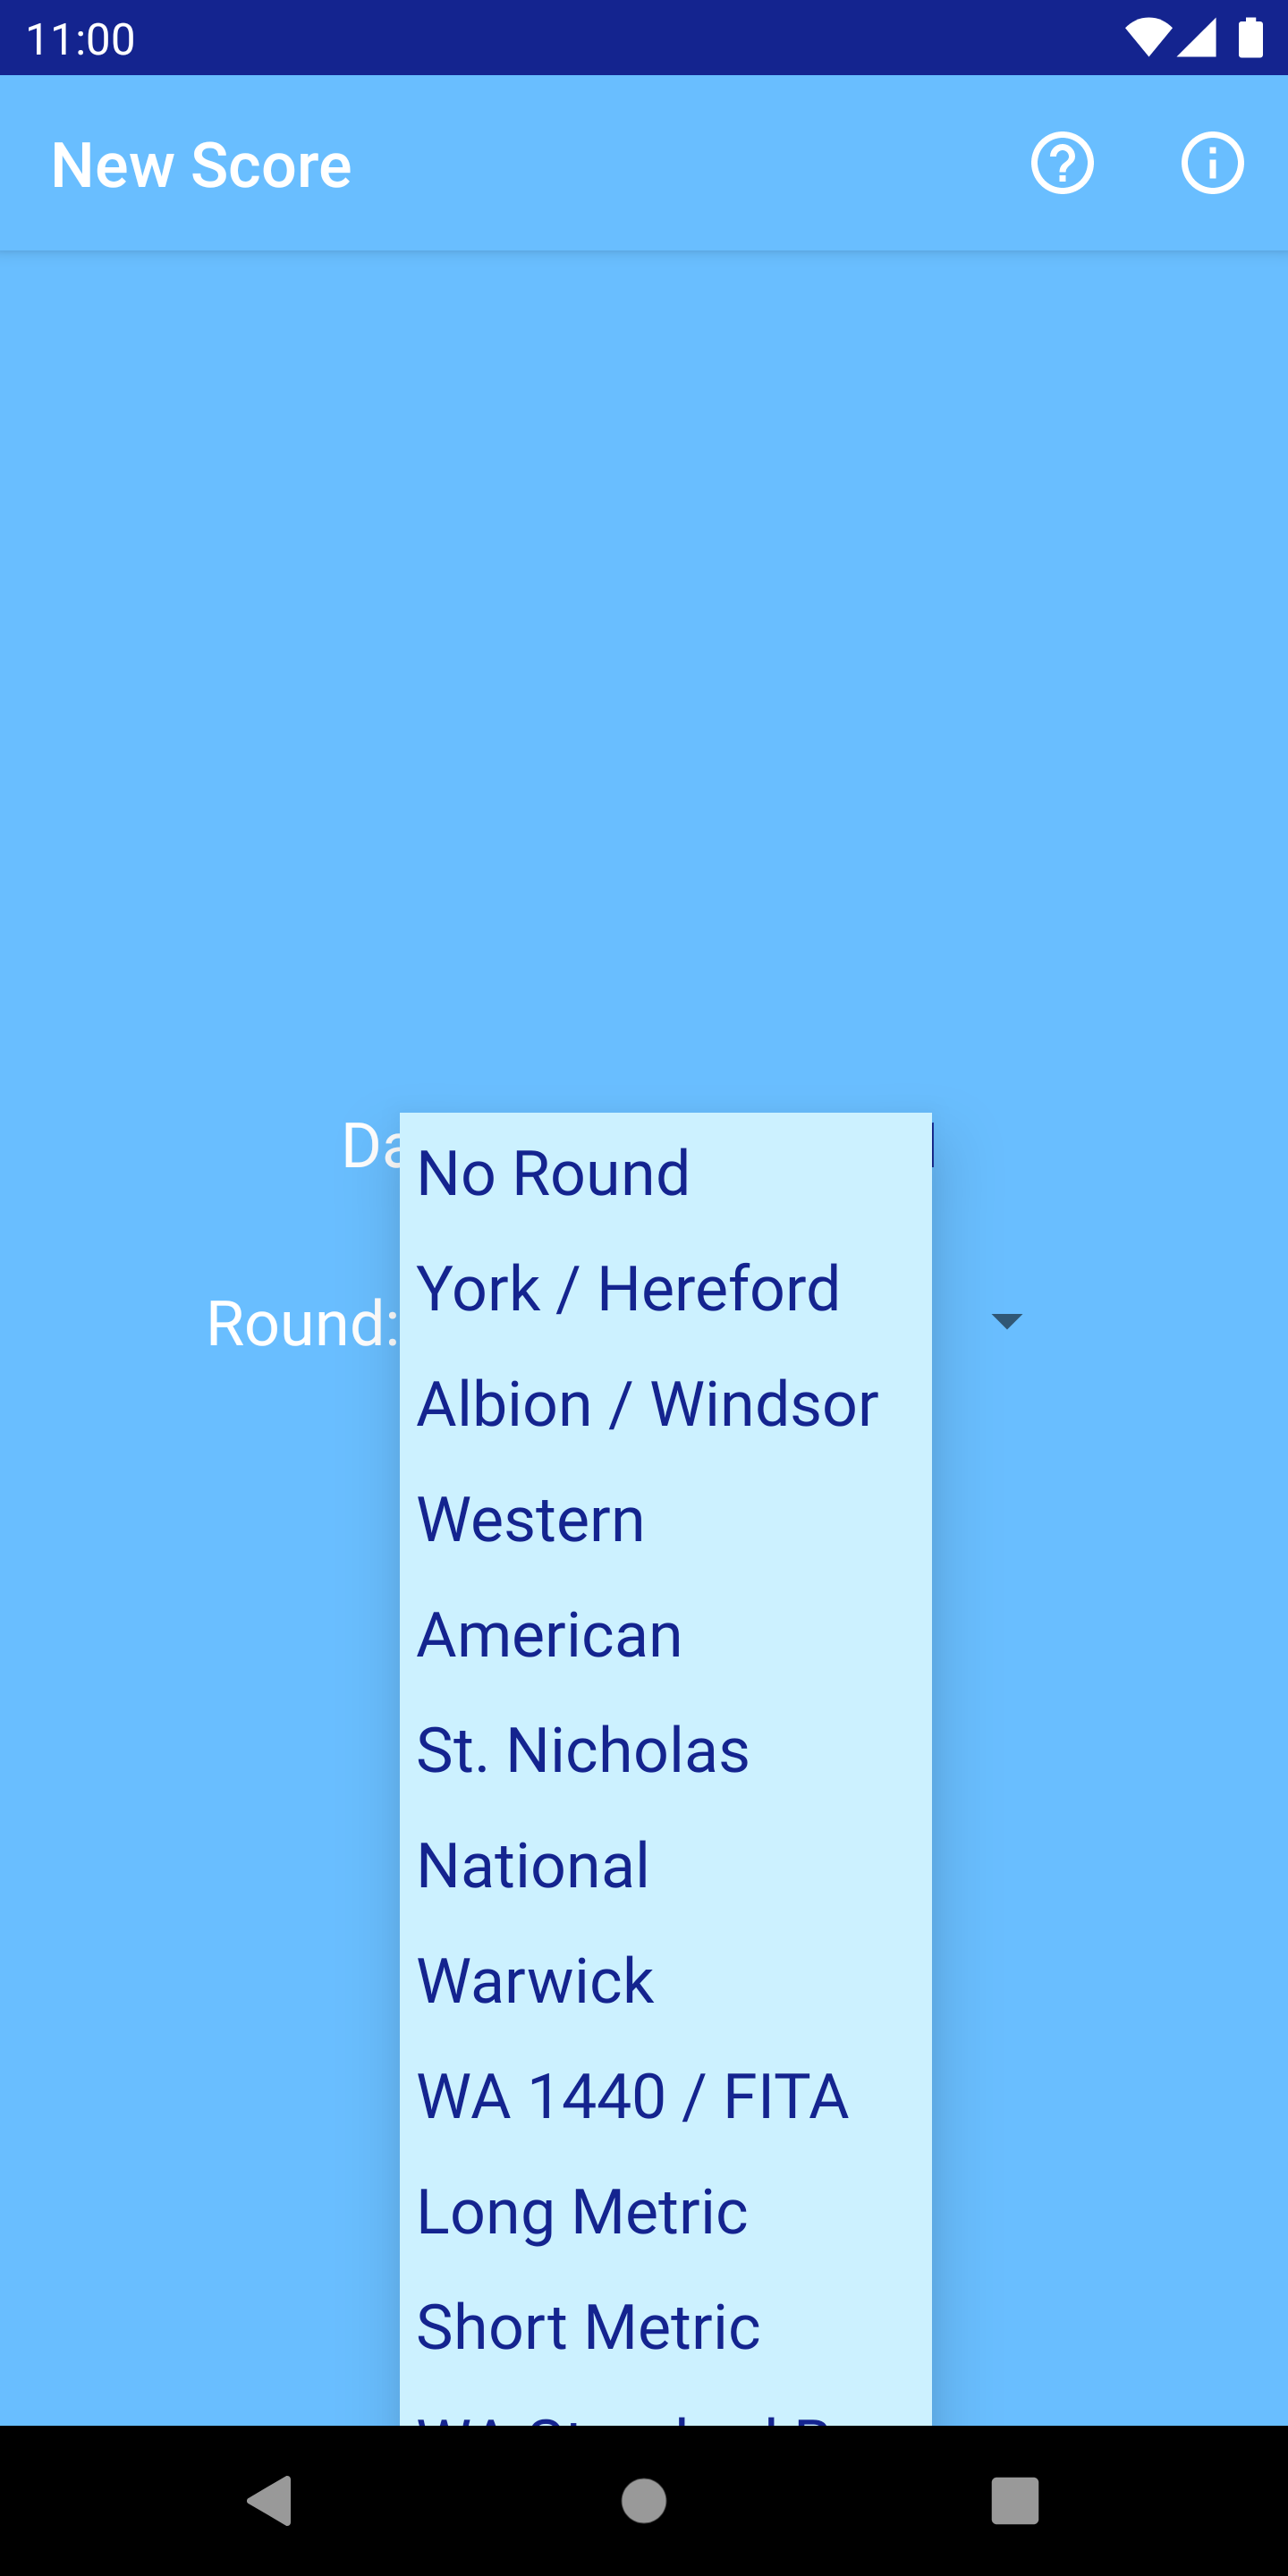 11:00
New Score
No Round
York / Hereford
Round:
Albion / Windsor
Western
American
St. Nicholas
National
Warwick
WA 1440 / FITA
Long Metric
Short Metric